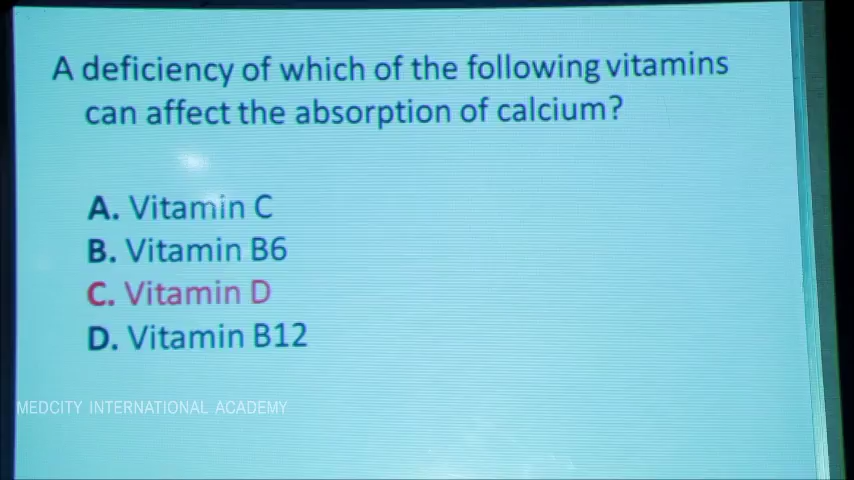 A deficiency of which of the following vitamins
can affect the absorption of calcium?
A. Vitamin C
B. Vitamin B6
C. Vitamin D
D. Vitamin B12
MEDCITY INTERNATIONAL ACADEMY